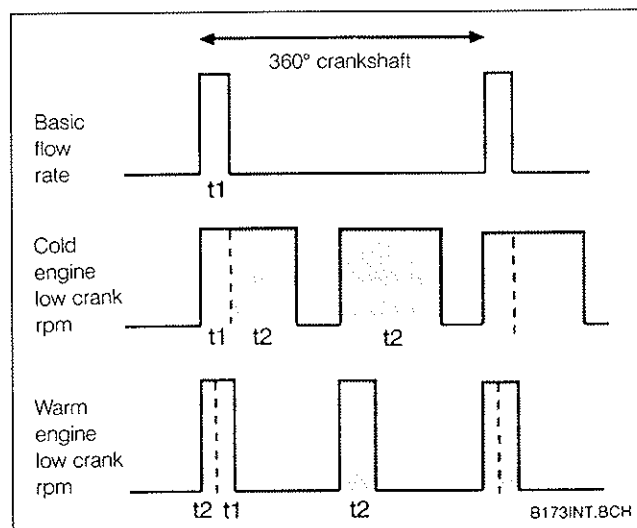 360° crankshaft
Basic
flow
rate
t1
Cold
engine
low crank
rpm
t1 t2 t2
Warm
engine
low crank
rpm
t2 t1 t2
B173INT.BCH